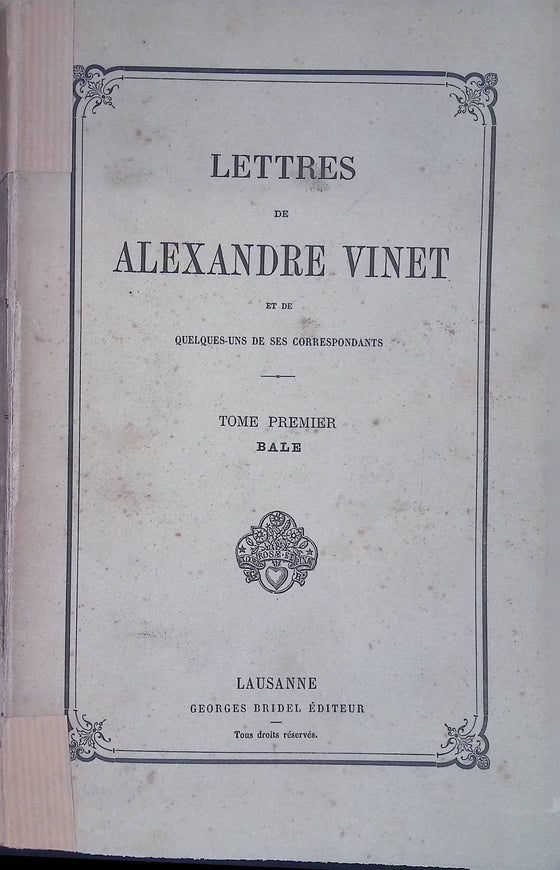 LETTRES
DE
ALEXANDRE VINET
ET DE
QUELQUES-UNS DE SES CORRESPONDANTS
TOME PREMIER
BALE
LAUSANNE
GEORGES BRIDEL ÉDITEUR
Tous droits réservés.